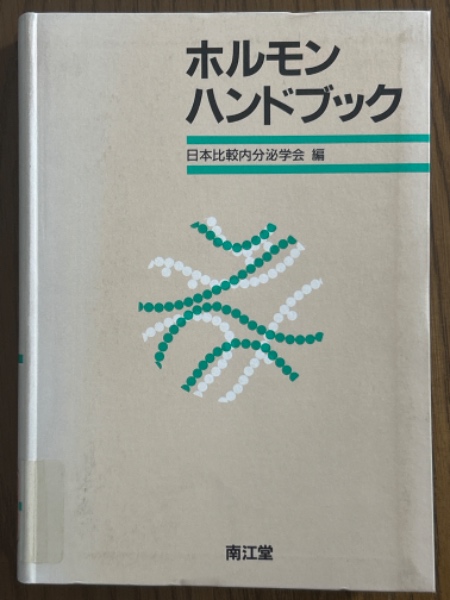 ホルモン
ハンドブック
日本比較内分泌学会 編
南江堂